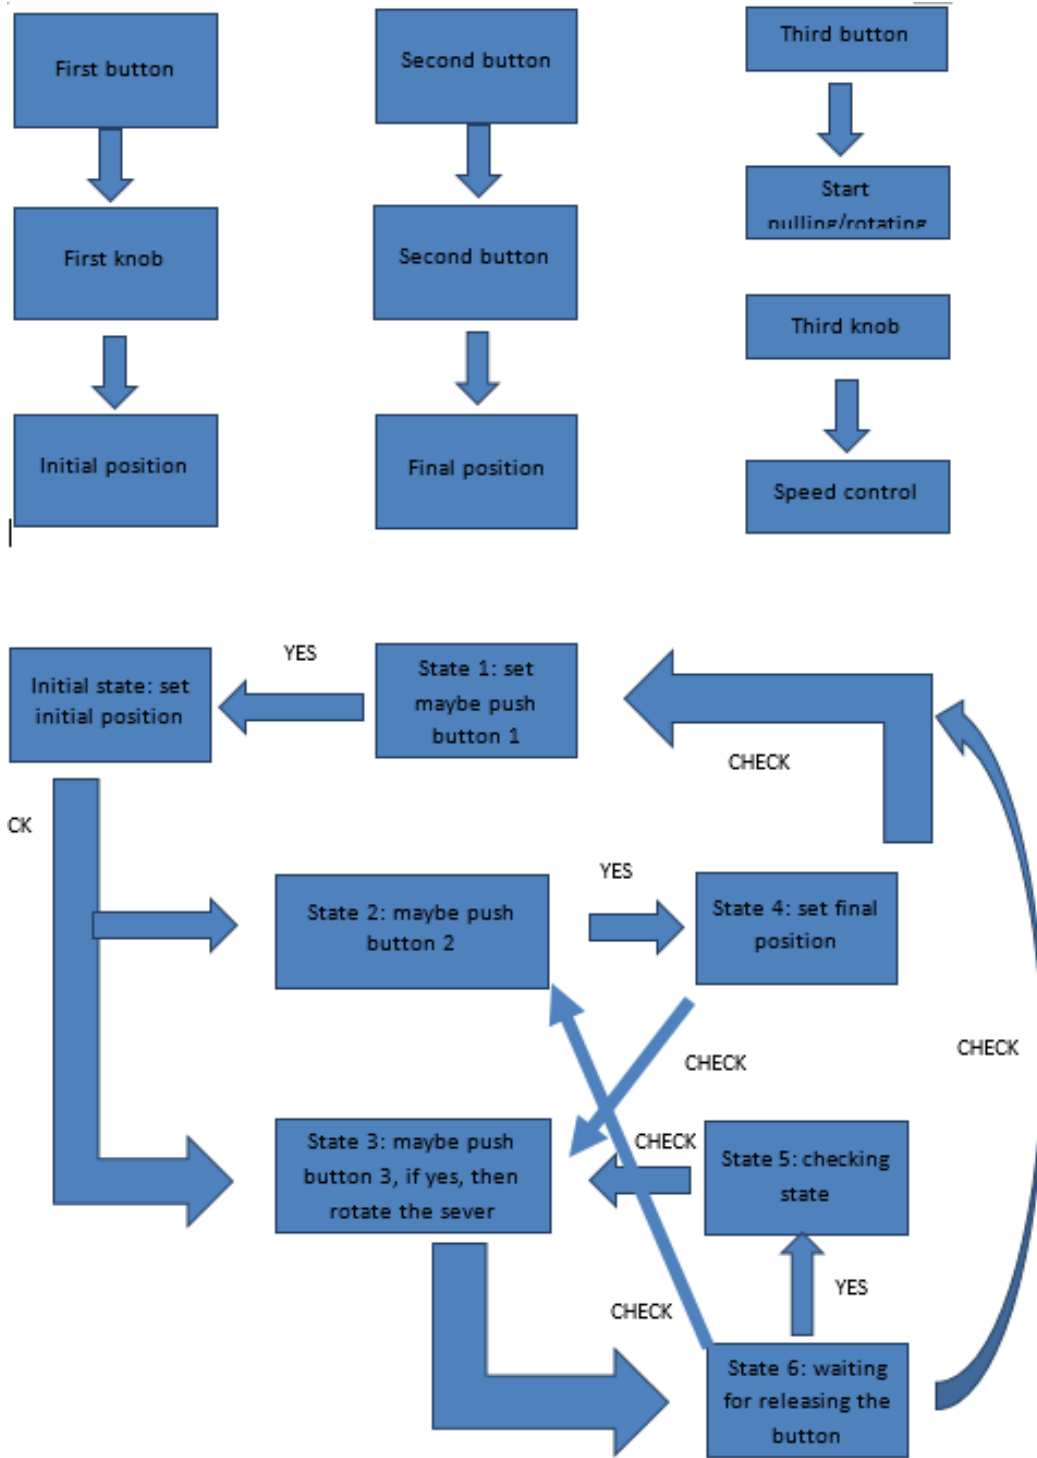 First button
Second button
Third button
First knob
Second button
Start
pulling/rotating
Third knob
Initial position
Final position
Speed control
YES
Initial state: set
initial position
State 1: set
maybe push
button 1
CHECK
CK
YES
State 2: maybe push
button 2
State 4: set final
position
CHECK
CHECK
CHECK
State 3: maybe push
button 3, if yes, then
rotate the sever
State 5: checking
state
YES
CHECK
State 6: waiting
for releasing the
button